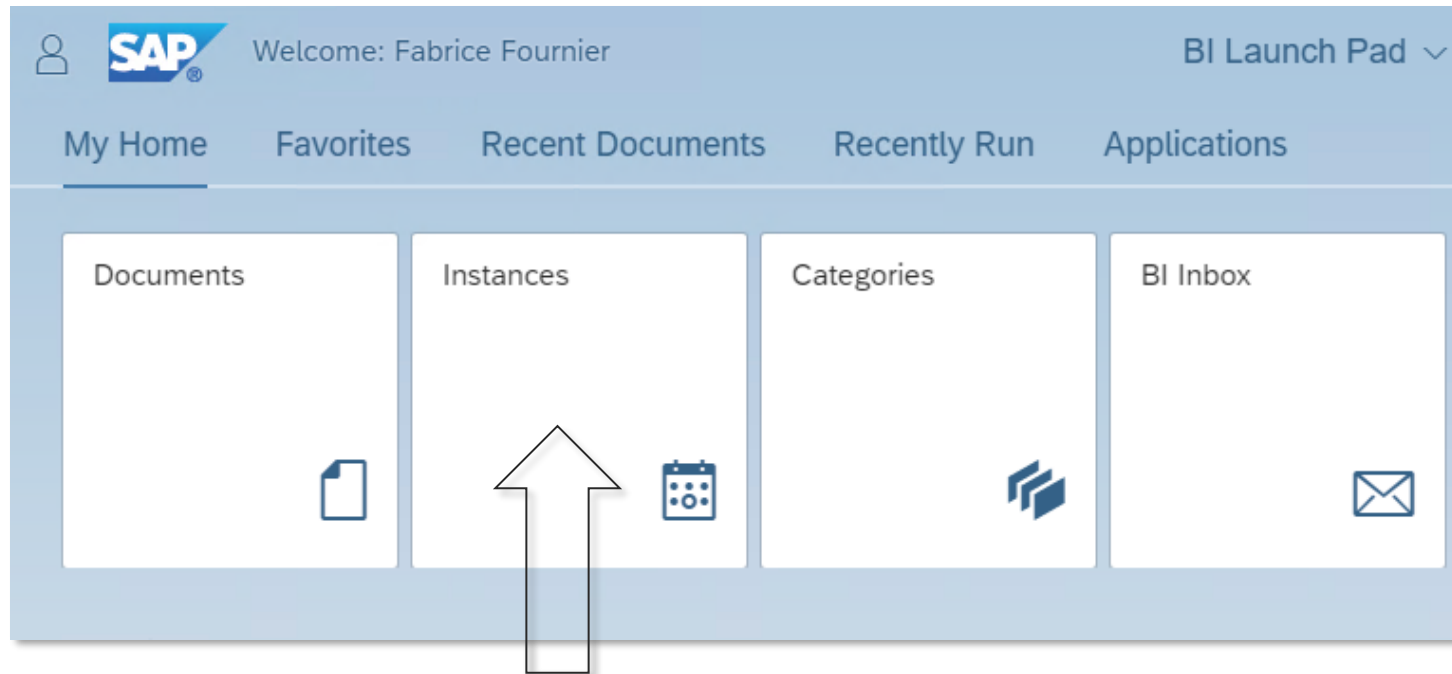 SAP® Welcome: Fabrice Fournier BI Launch Pad
My Home Favorites Recent Documents Recently Run Applications
Documents Instances Categories BI Inbox